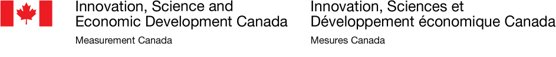 Innovation, Science and
Economic Development Canada
Measurement Canada
Innovation, Sciences et
Développement économique Canada
Mesures Canada